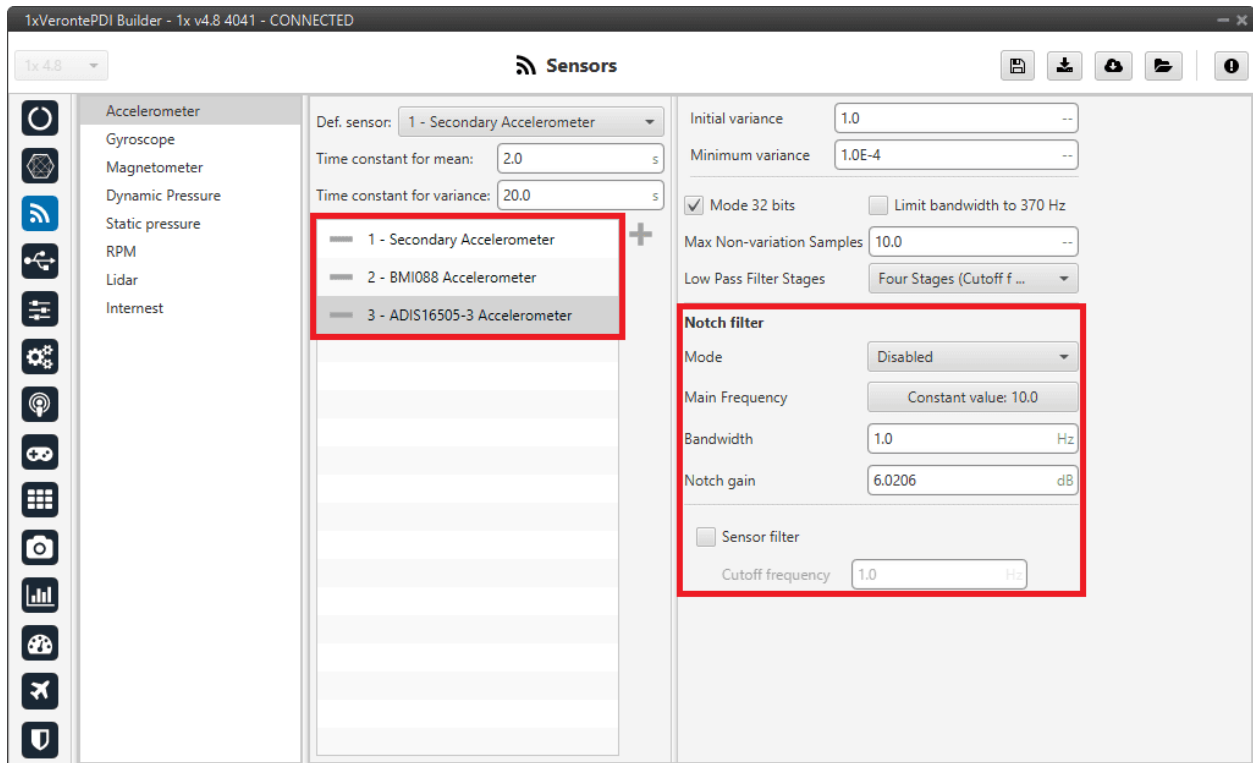 1xVerontePDI Builder - 1x v4.8 4041 - CONNECTED
1x 4.8
Sensors
Accelerometer
Gyroscope
Magnetometer
Dynamic Pressure
Static pressure
RPM
Lidar
Internest
Def. sensor: 1 - Secondary Accelerometer
Time constant for mean: 2.0 s
Time constant for variance: 20.0 s
1 - Secondary Accelerometer
2 - BMI088 Accelerometer
3 - ADIS16505-3 Accelerometer
Initial variance 1.0 --
Minimum variance 1.0E-4 --
Mode 32 bits Limit bandwidth to 370 Hz
Max Non-variation Samples 10.0 --
Low Pass Filter Stages Four Stages (Cutoff f ...
Notch filter
Mode Disabled
Main Frequency Constant value: 10.0
Bandwidth 1.0 Hz
Notch gain 6.0206 dB
Sensor filter
Cutoff frequency 1.0 Hz